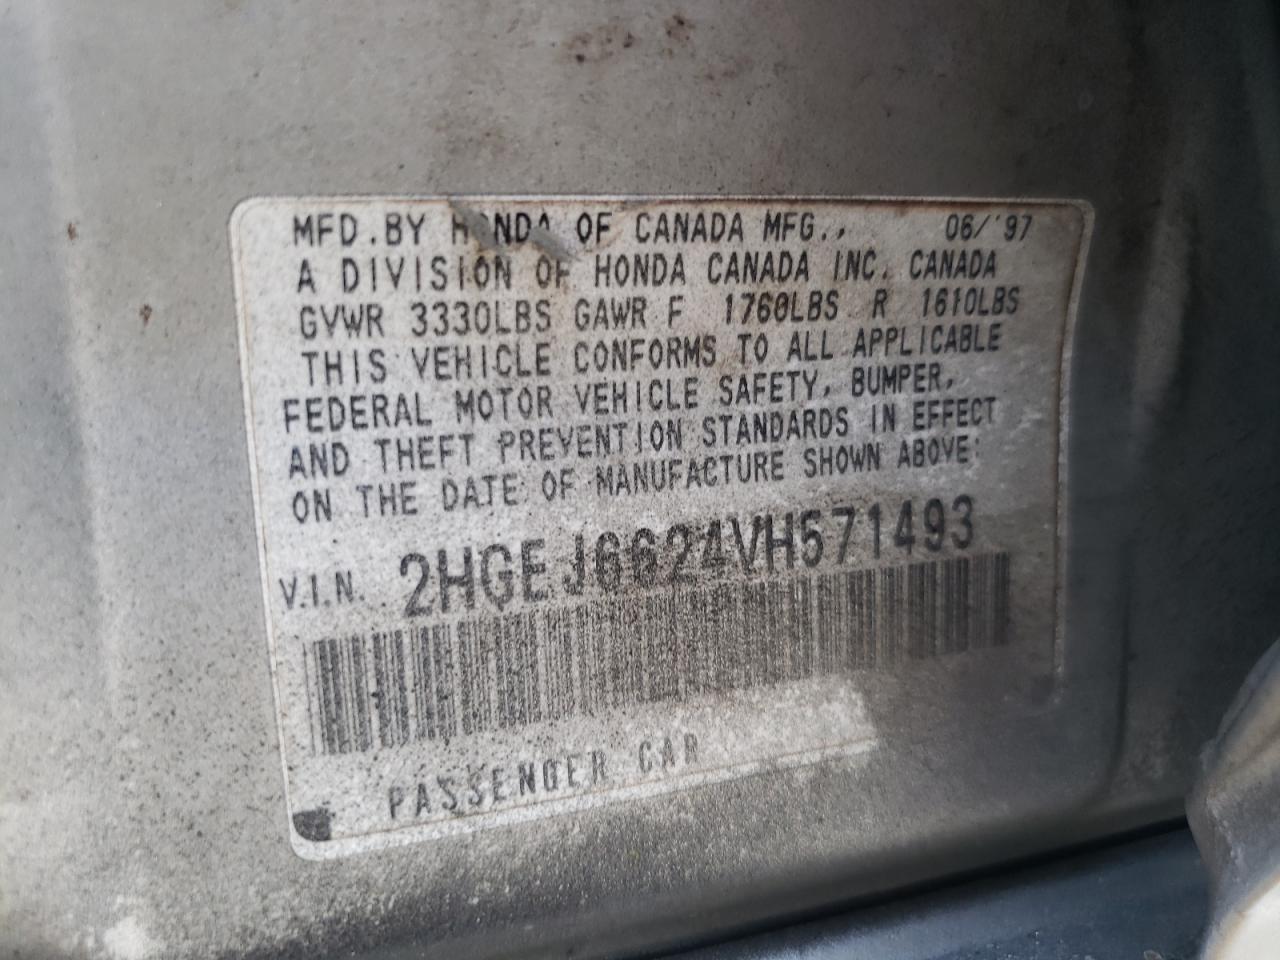 MFD. BY HONDA OF CANADA MFG., 06/'97
A DIVISION OF HONDA CANADA INC. CANADA
GVWR 3330LBS GAWR F 1760LBS R 1610LBS
THIS VEHICLE CONFORMS TO ALL APPLICABLE
FEDERAL MOTOR VEHICLE SAFETY, BUMPER,
AND THEFT PREVENTION STANDARDS IN EFFECT
ON THE DATE OF MANUFACTURE SHOWN ABOVE:
V.I.N. 2HGEJ6624VH571493
PASSENGER CAR